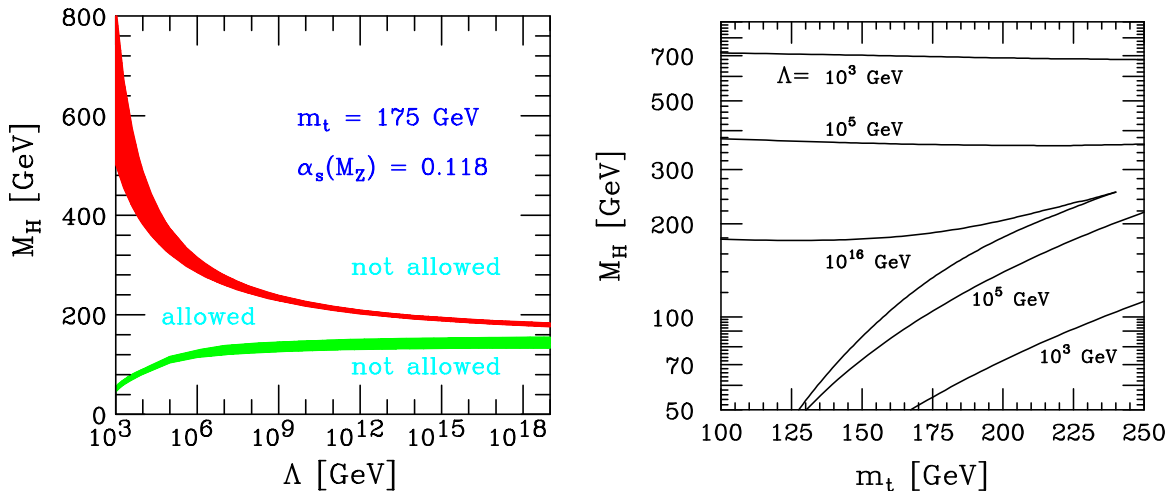 800
600
400
200
0
M_H [GeV]
m_t = 175 GeV
α_s(M_Z) = 0.118
not allowed
allowed
not allowed
10^3 10^6 10^9 10^12 10^15 10^18
Λ [GeV]
700
500
300
200
100
70
50
M_H [GeV]
Λ= 10^3 GeV
10^5 GeV
10^16 GeV
10^5 GeV
10^3 GeV
100 125 150 175 200 225 250
m_t [GeV]